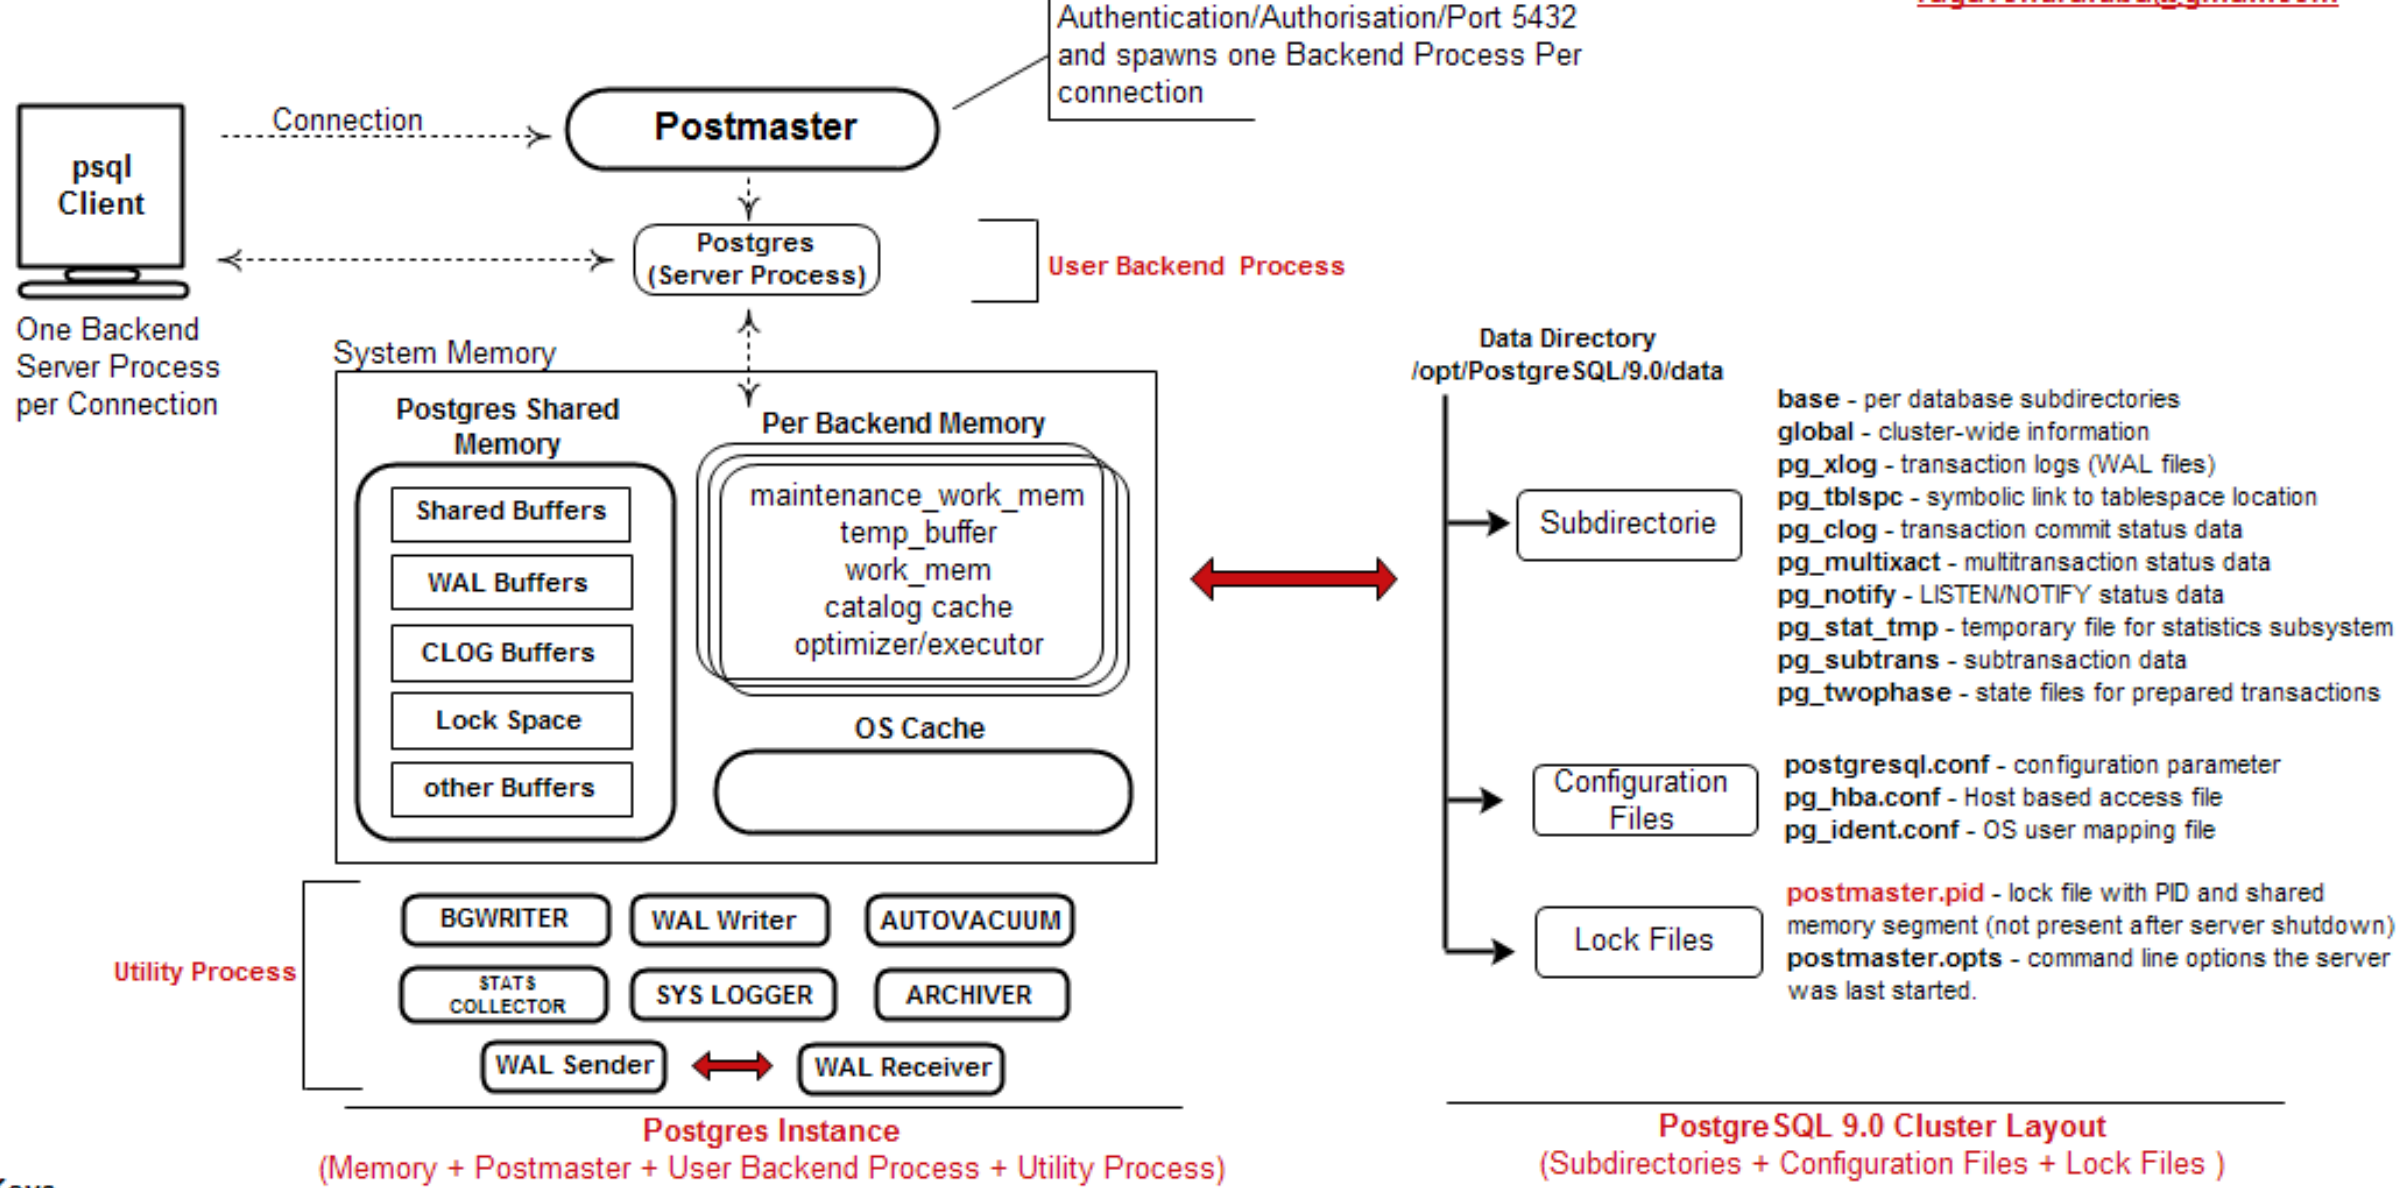 Authentication/Authorisation/Port 5432
and spawns one Backend Process Per
connection
Connection
Postmaster
psql
Client
Postgres
(Server Process)
User Backend Process
One Backend
Server Process
per Connection
System Memory
Postgres Shared
Memory
Shared Buffers
WAL Buffers
CLOG Buffers
Lock Space
other Buffers
Per Backend Memory
maintenance_work_mem
temp_buffer
work_mem
catalog cache
optimizer/executor
OS Cache
Utility Process
BGWRITER
WAL Writer
AUTOVACUUM
STATS
COLLECTOR
SYS LOGGER
ARCHIVER
WAL Sender
WAL Receiver
Postgres Instance
(Memory + Postmaster + User Backend Process + Utility Process)
Data Directory
/opt/PostgreSQL/9.0/data
Subdirectorie
base - per database subdirectories
global - cluster-wide information
pg_xlog - transaction logs (WAL files)
pg_tblspc - symbolic link to tablespace location
pg_clog - transaction commit status data
pg_multixact - multitransaction status data
pg_notify - LISTEN/NOTIFY status data
pg_stat_tmp - temporary file for statistics subsystem
pg_subtrans - subtransaction data
pg_twophase - state files for prepared transactions
Configuration
Files
postgresql.conf - configuration parameter
pg_hba.conf - Host based access file
pg_ident.conf - OS user mapping file
Lock Files
postmaster.pid - lock file with PID and shared
memory segment (not present after server shutdown)
postmaster.opts - command line options the server
was last started.
PostgreSQL 9.0 Cluster Layout
(Subdirectories + Configuration Files + Lock Files )